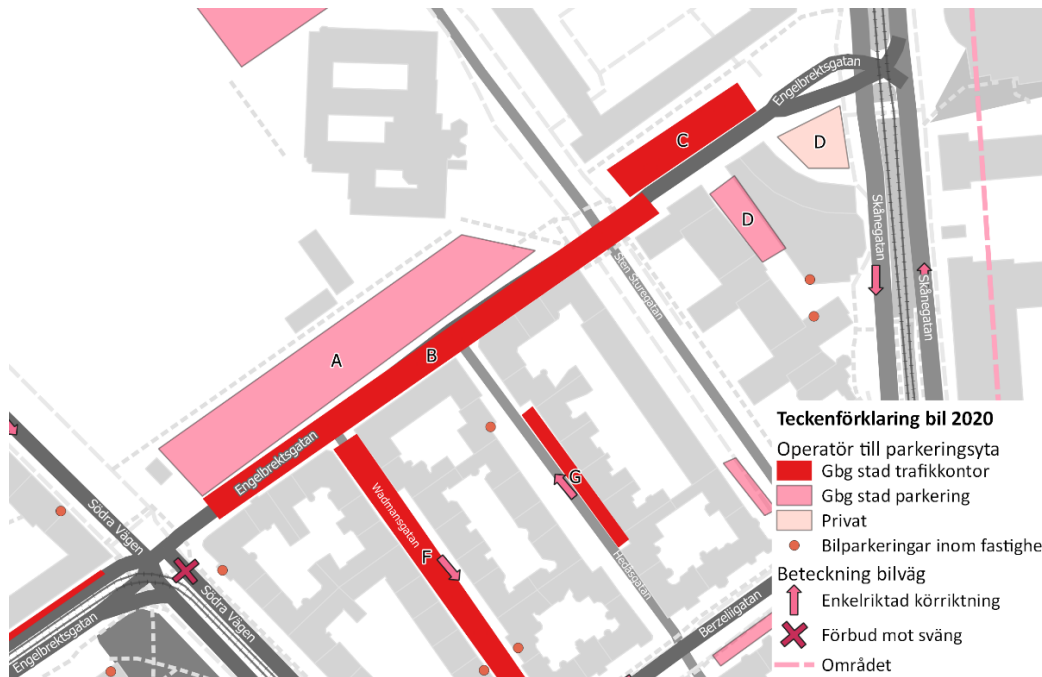 Engelbrektsgatan
C
D
D
Skånegatan
Skånegatan
Sten Sturegatan
A
B
Engelbrektsgatan
Wadmansgatan
F
G
Hedåsgatan
Södra Vägen
Södra Vägen
Engelbrektsgatan
Berzeliigatan
Teckenförklaring bil 2020
Operatör till parkeringsyta
Gbg stad trafikkontor
Gbg stad parkering
Privat
Bilparkeringar inom fastighe
Beteckning bilväg
Enkelriktad körriktning
Förbud mot sväng
Området